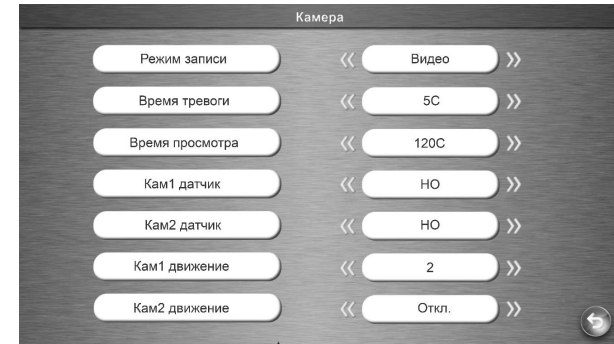 Камера
Режим записи Видео
Время тревоги 5С
Время просмотра 120С
Кам1 датчик НО
Кам2 датчик НО
Кам1 движение 2
Кам2 движение Откл.